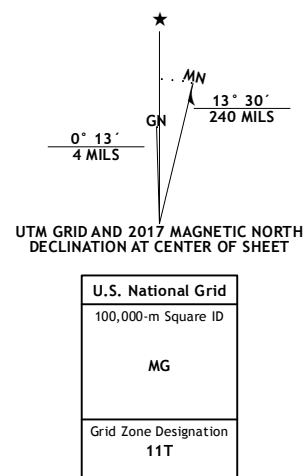 ★
MN
GN
13° 30´
240 MILS
0° 13´
4 MILS
UTM GRID AND 2017 MAGNETIC NORTH
DECLINATION AT CENTER OF SHEET
U.S. National Grid
100,000-m Square ID
MG
Grid Zone Designation
11T